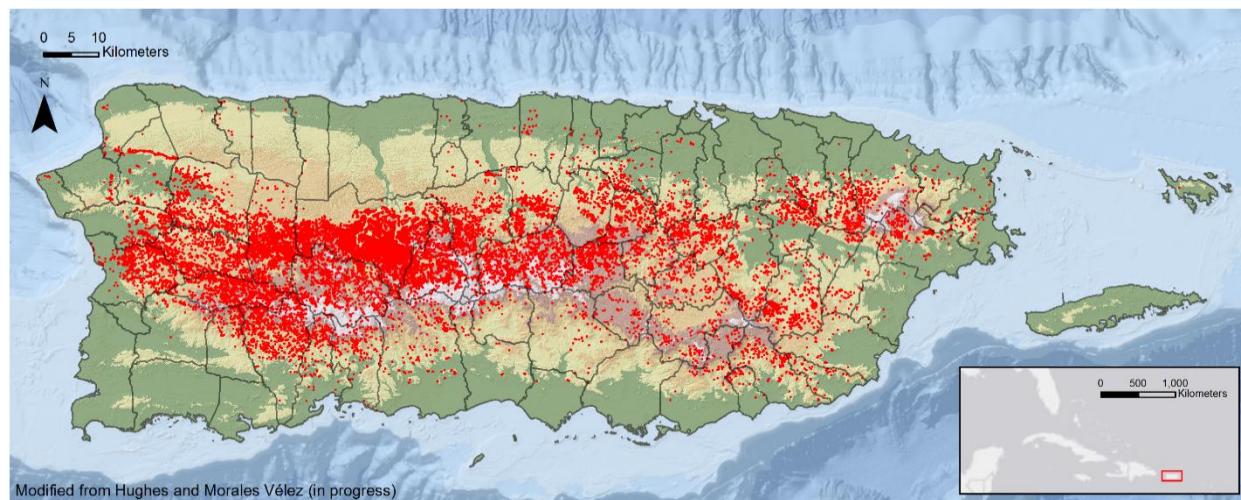 0 5 10
Kilometers
N
0 500 1,000
Kilometers
Modified from Hughes and Morales Vélez (in progress)